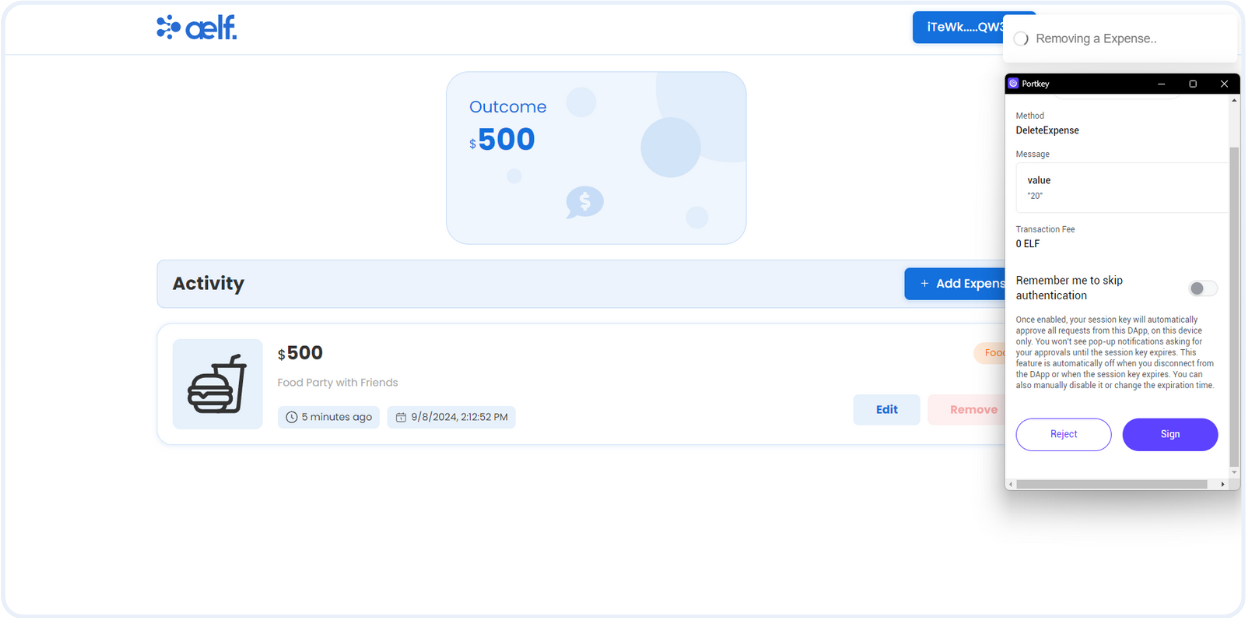 aelf.
iTeWk.....QW3
Removing a Expense..
Outcome
$500
$
Activity
+ Add Expens
$500
Food Party with Friends
5 minutes ago
9/8/2024, 2:12:52 PM
Foo
Edit
Remove
Portkey
Method
DeleteExpense
Message
value
"20"
Transaction Fee
0 ELF
Remember me to skip
authentication
Once enabled, your session key will automatically
approve all requests from this DApp, on this device
only. You won't see pop-up notifications asking for
your approvals until the session key expires. This
feature is automatically off when you disconnect from
the DApp or when the session key expires. You can
also manually disable it or change the expiration time.
Reject
Sign